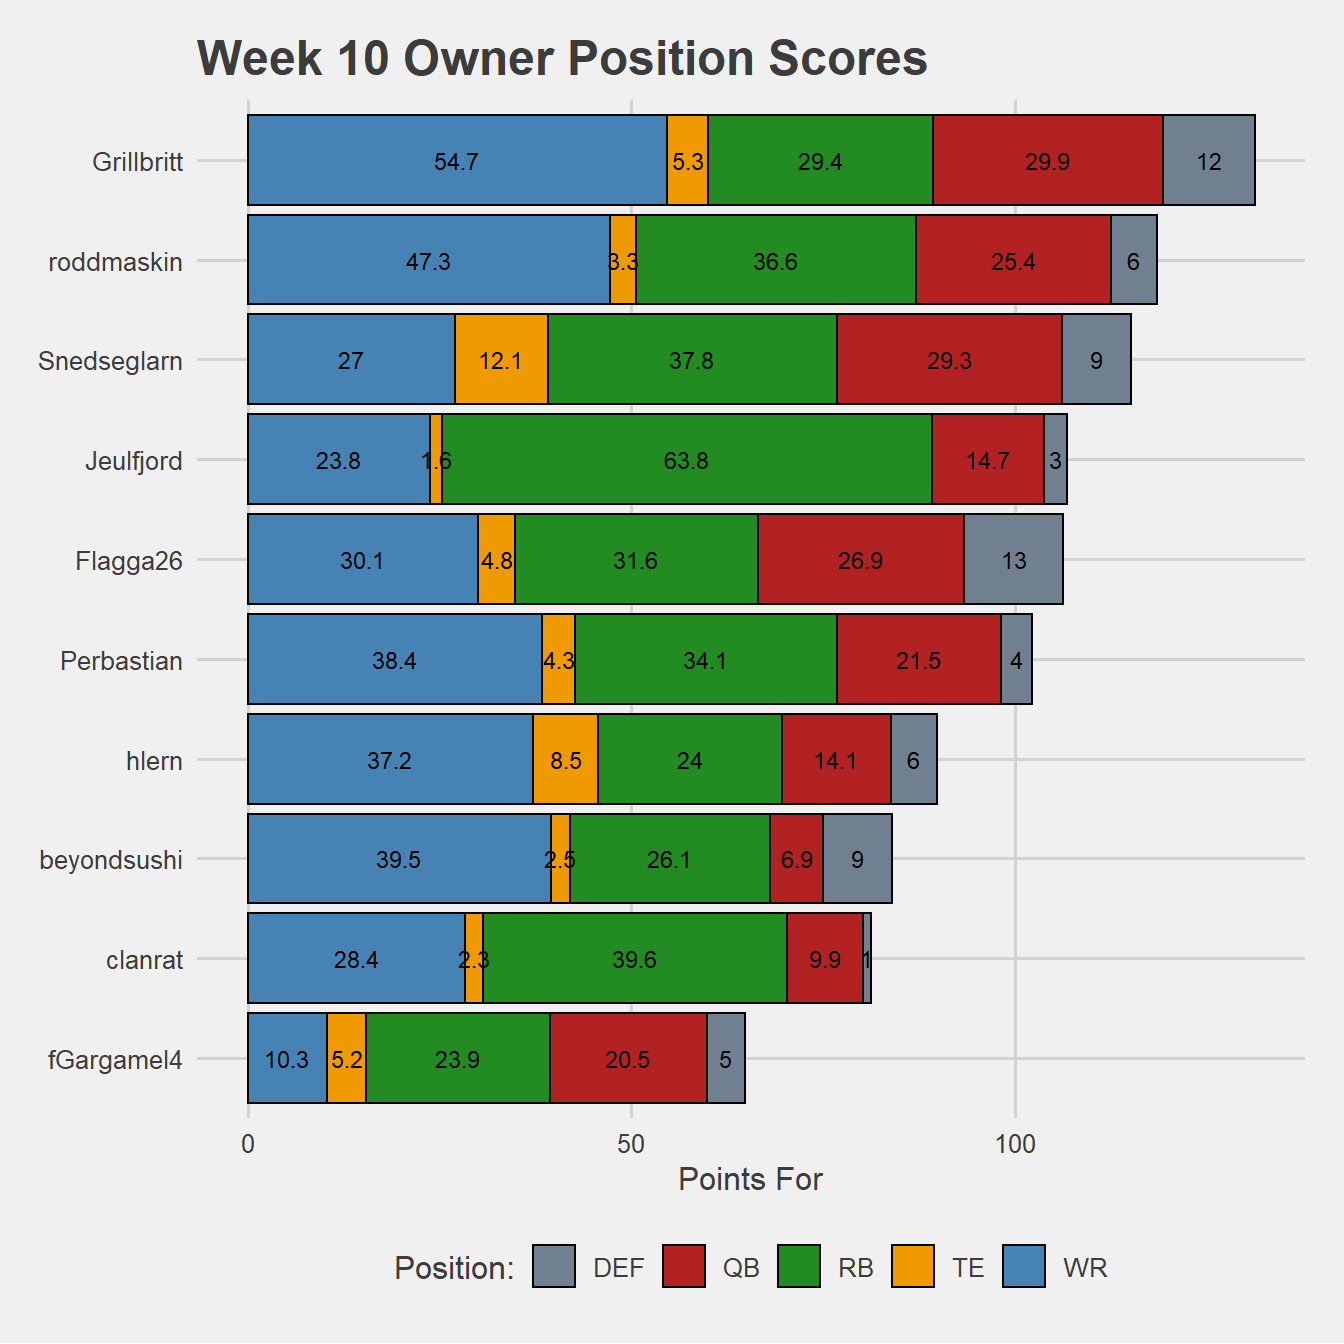 Week 10 Owner Position Scores
Grillbritt 54.7 5.3 29.4 29.9 12
roddmaskin 47.3 3.3 36.6 25.4 6
Snedseglarn 27 12.1 37.8 29.3 9
Jeulfjord 23.8 1.6 63.8 14.7 3
Flagga26 30.1 4.8 31.6 26.9 13
Perbastian 38.4 4.3 34.1 21.5 4
hlern 37.2 8.5 24 14.1 6
beyondsushi 39.5 2.5 26.1 6.9 9
clanrat 28.4 2.3 39.6 9.9 1
fGargamel4 10.3 5.2 23.9 20.5 5
0 50 100
Points For
Position: DEF QB RB TE WR